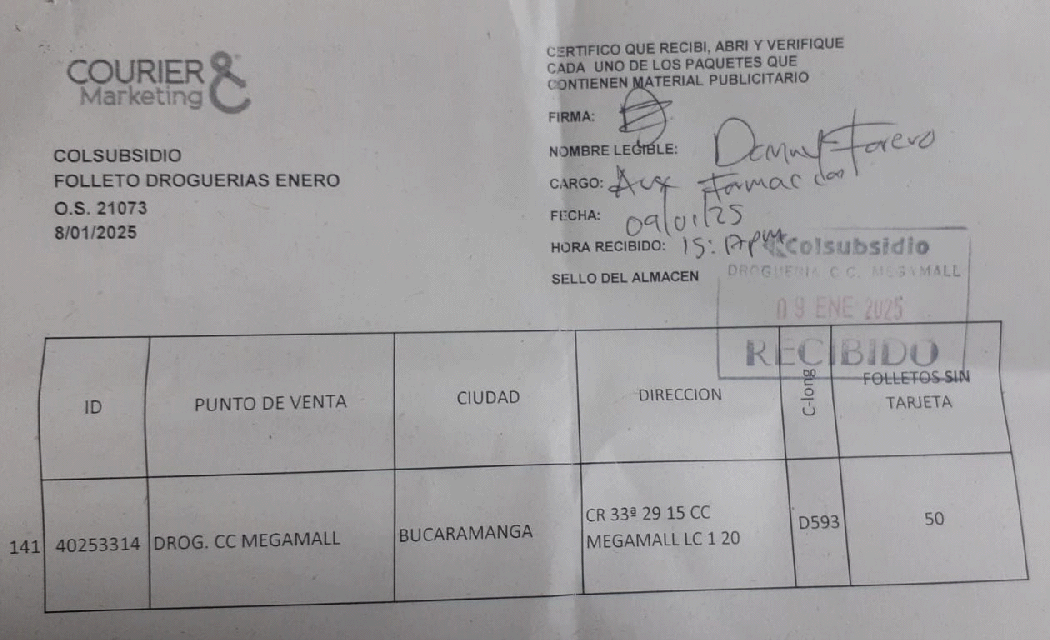 COURIER &
Marketing
COLSUBSIDIO
FOLLETO DROGUERIAS ENERO
O.S. 21073
8/01/2025
CERTIFICO QUE RECIBI, ABRI Y VERIFIQUE
CADA UNO DE LOS PAQUETES QUE
CONTIENEN MATERIAL PUBLICITARIO
FIRMA:
NOMBRE LEGIBLE: Forero
CARGO: Aux
FECHA: 09/01/25
HORA RECIBIDO:
SELLO DEL ALMACEN
Colsubsidio
DROGUERIA C.C. MEGAMALL
09 ENE 2025
RECIBIDO
ID PUNTO DE VENTA CIUDAD DIRECCION C-long FOLLETOS SIN
TARJETA
141 40253314 DROG. CC MEGAMALL BUCARAMANGA CR 33ª 29 15 CC
MEGAMALL LC 1 20 D593 50